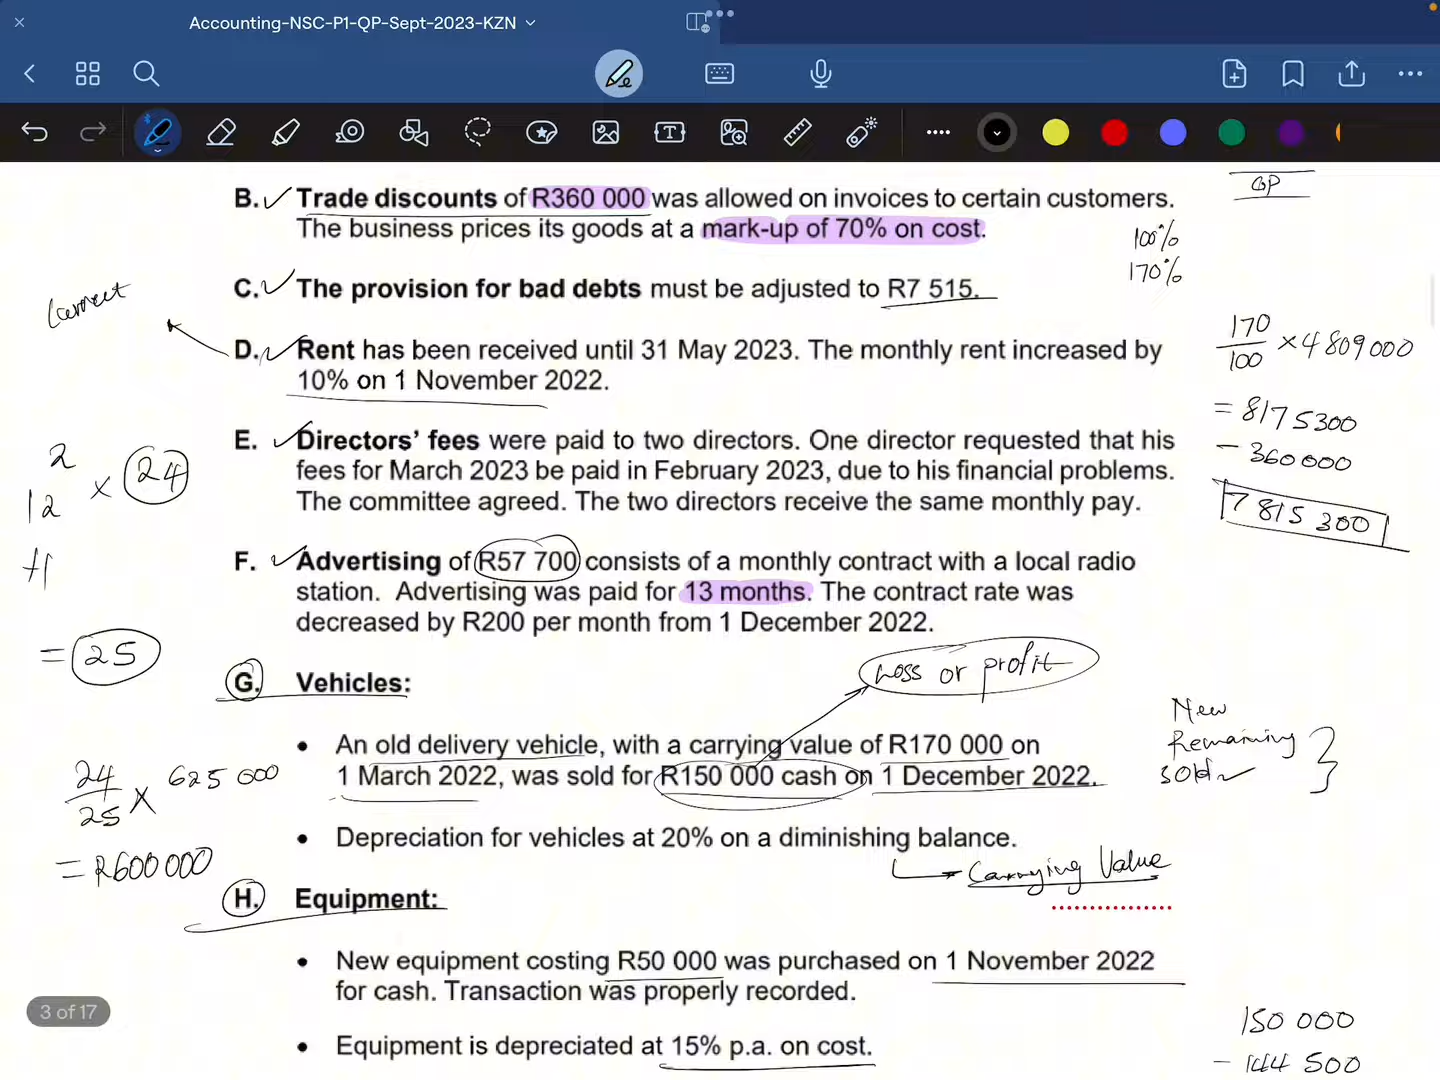 Accounting-NSC-P1-QP-Sept-2023-KZN
GP
B. Trade discounts of R360 000 was allowed on invoices to certain customers.
The business prices its goods at a mark-up of 70% on cost.
100%
170%
C. The provision for bad debts must be adjusted to R7 515.
Correct
D. Rent has been received until 31 May 2023. The monthly rent increased by
10% on 1 November 2022.
170
100
× 4 809 000
= 8 175 300
- 360 000
7 815 300
E. Directors' fees were paid to two directors. One director requested that his
fees for March 2023 be paid in February 2023, due to his financial problems.
The committee agreed. The two directors receive the same monthly pay.
2
12
× 24
+1
= 25
F. Advertising of R57 700 consists of a monthly contract with a local radio
station. Advertising was paid for 13 months. The contract rate was
decreased by R200 per month from 1 December 2022.
Loss or profit
G. Vehicles:
New
Remaining
Sold
• An old delivery vehicle, with a carrying value of R170 000 on
1 March 2022, was sold for R150 000 cash on 1 December 2022.
24
25
× 625 000
= R600 000
• Depreciation for vehicles at 20% on a diminishing balance.
Carrying Value
H. Equipment:
• New equipment costing R50 000 was purchased on 1 November 2022
for cash. Transaction was properly recorded.
3 of 17
• Equipment is depreciated at 15% p.a. on cost.
150 000
- 144 500